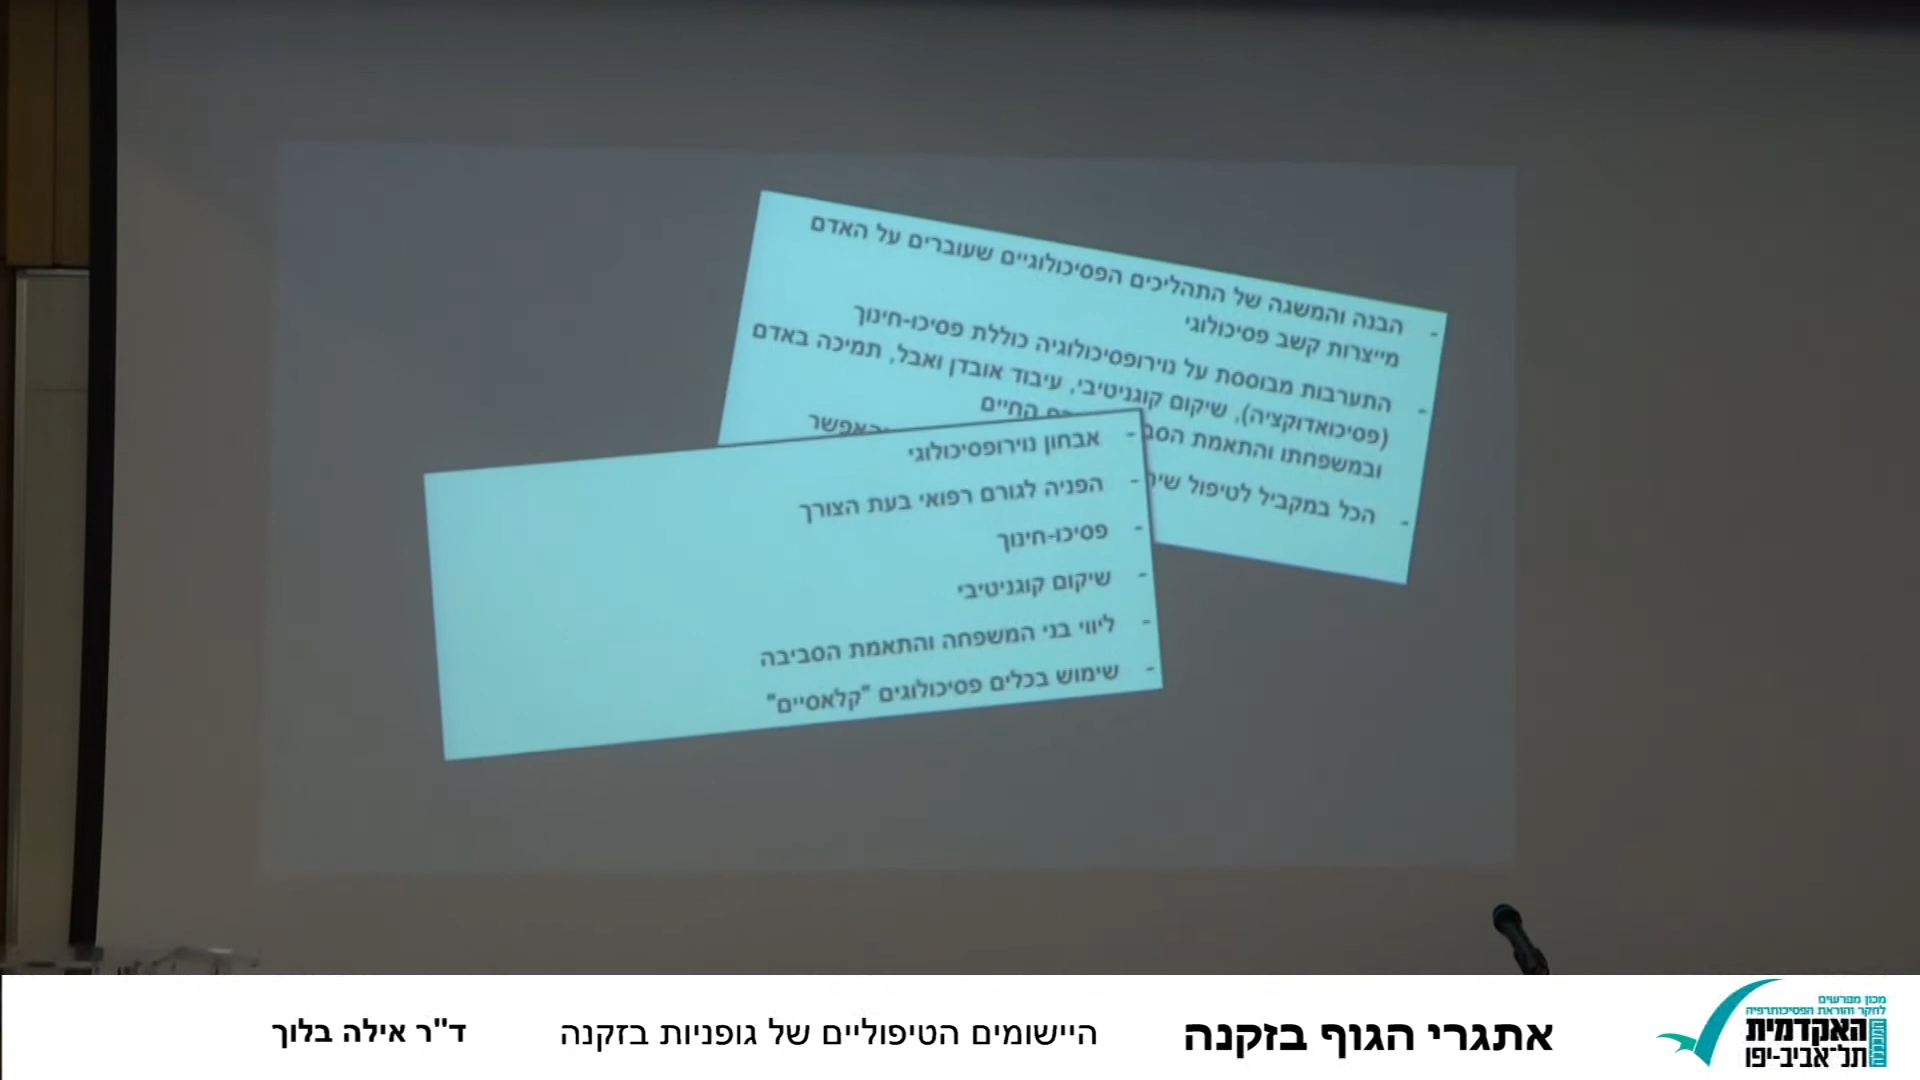 - הבנה והמשגה של התהליכים הפסיכולוגיים שעוברים על האדם
מייצרות קשב פסיכולוגי
- התערבות מבוססת על נוירופסיכולוגיה כוללת פסיכו-חינוך
(פסיכואדוקציה), שיקום קוגניטיבי, עיבוד אובדן ואבל, תמיכה באדם
ובמשפחתו והתאמת החיים
- הכל במקביל לטיפול
- אבחון נוירופסיכולוגי
- הפניה לגורם רפואי בעת הצורך
- פסיכו-חינוך
- שיקום קוגניטיבי
- ליווי בני המשפחה והתאמת הסביבה
- שימוש בכלים פסיכולוגים "קלאסיים"
אתגרי הגוף בזקנה
היישומים הטיפוליים של גופניות בזקנה
ד"ר אילה בלוך
מכון מפרשים
לחקר והוראת הפסיכותרפיה
האקדמית
תל־אביב-יפו
המכללה